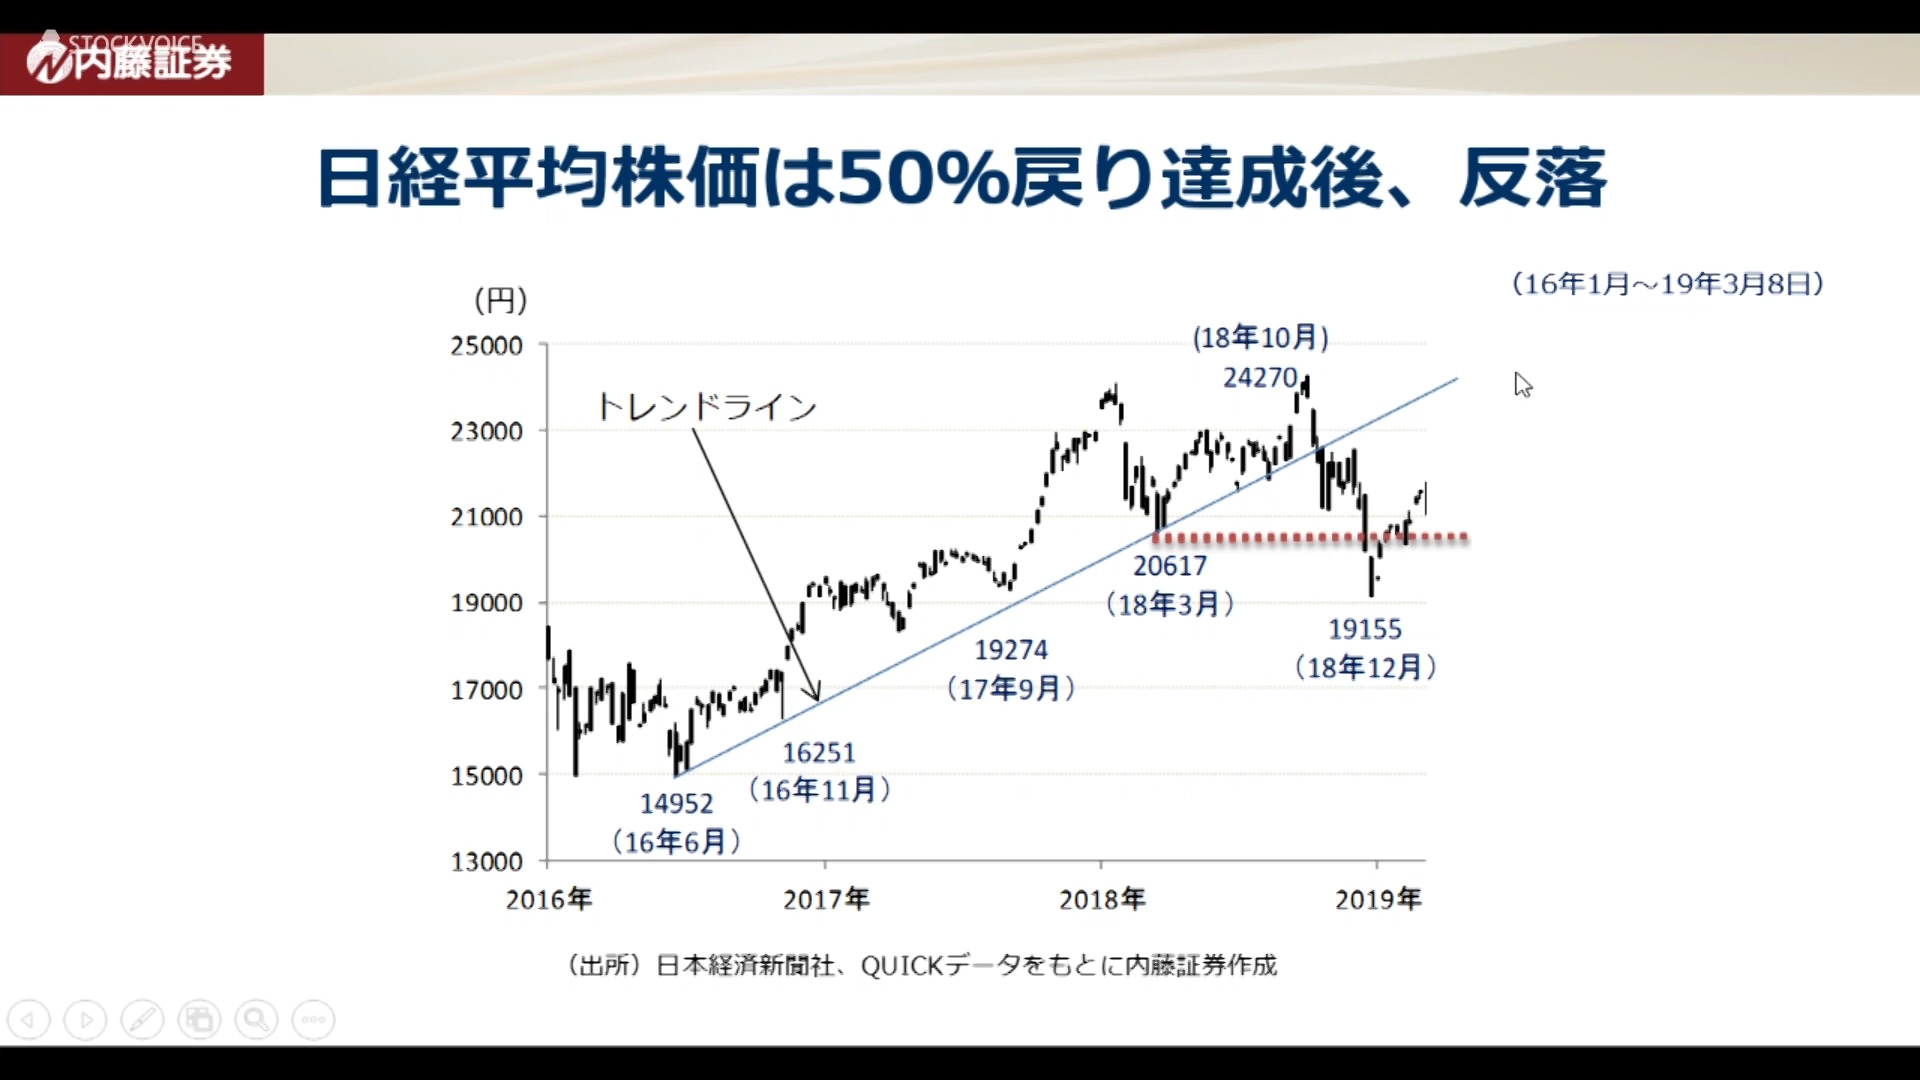 STOCKVOICE
内藤証券
日経平均株価は50%戻り達成後、反落
（16年1月～19年3月8日）
(円)
25000
23000
21000
19000
17000
15000
13000
トレンドライン
(18年10月)
24270
20617
（18年3月）
19155
（18年12月）
19274
（17年9月）
16251
（16年11月）
14952
（16年6月）
2016年
2017年
2018年
2019年
（出所）日本経済新聞社、QUICKデータをもとに内藤証券作成